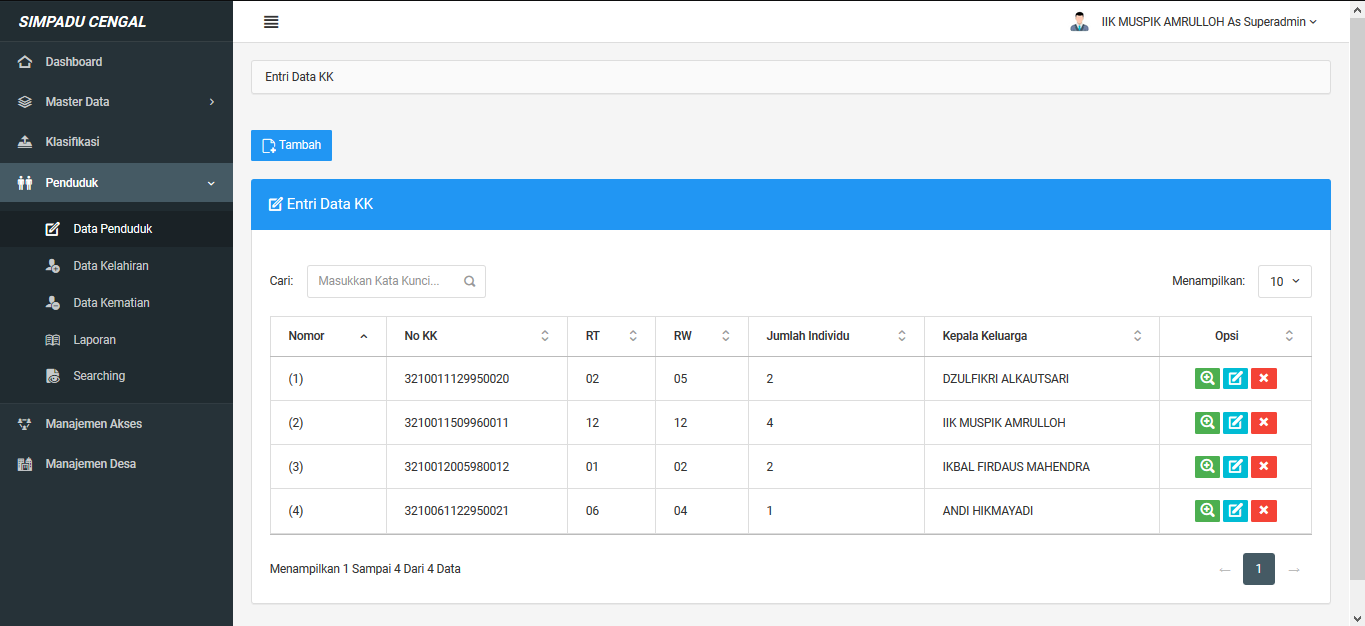 SIMPADU CENGAL
IIK MUSPIK AMRULLOH As Superadmin
Dashboard
Master Data
Klasifikasi
Penduduk
Data Penduduk
Data Kelahiran
Data Kematian
Laporan
Searching
Manajemen Akses
Manajemen Desa
Entri Data KK
Tambah
Entri Data KK
Cari: Masukkan Kata Kunci... Menampilkan: 10
Nomor No KK RT RW Jumlah Individu Kepala Keluarga Opsi
(1) 3210011129950020 02 05 2 DZULFIKRI ALKAUTSARI
(2) 3210011509960011 12 12 4 IIK MUSPIK AMRULLOH
(3) 3210012005980012 01 02 2 IKBAL FIRDAUS MAHENDRA
(4) 3210061122950021 06 04 1 ANDI HIKMAYADI
Menampilkan 1 Sampai 4 Dari 4 Data ← 1 →